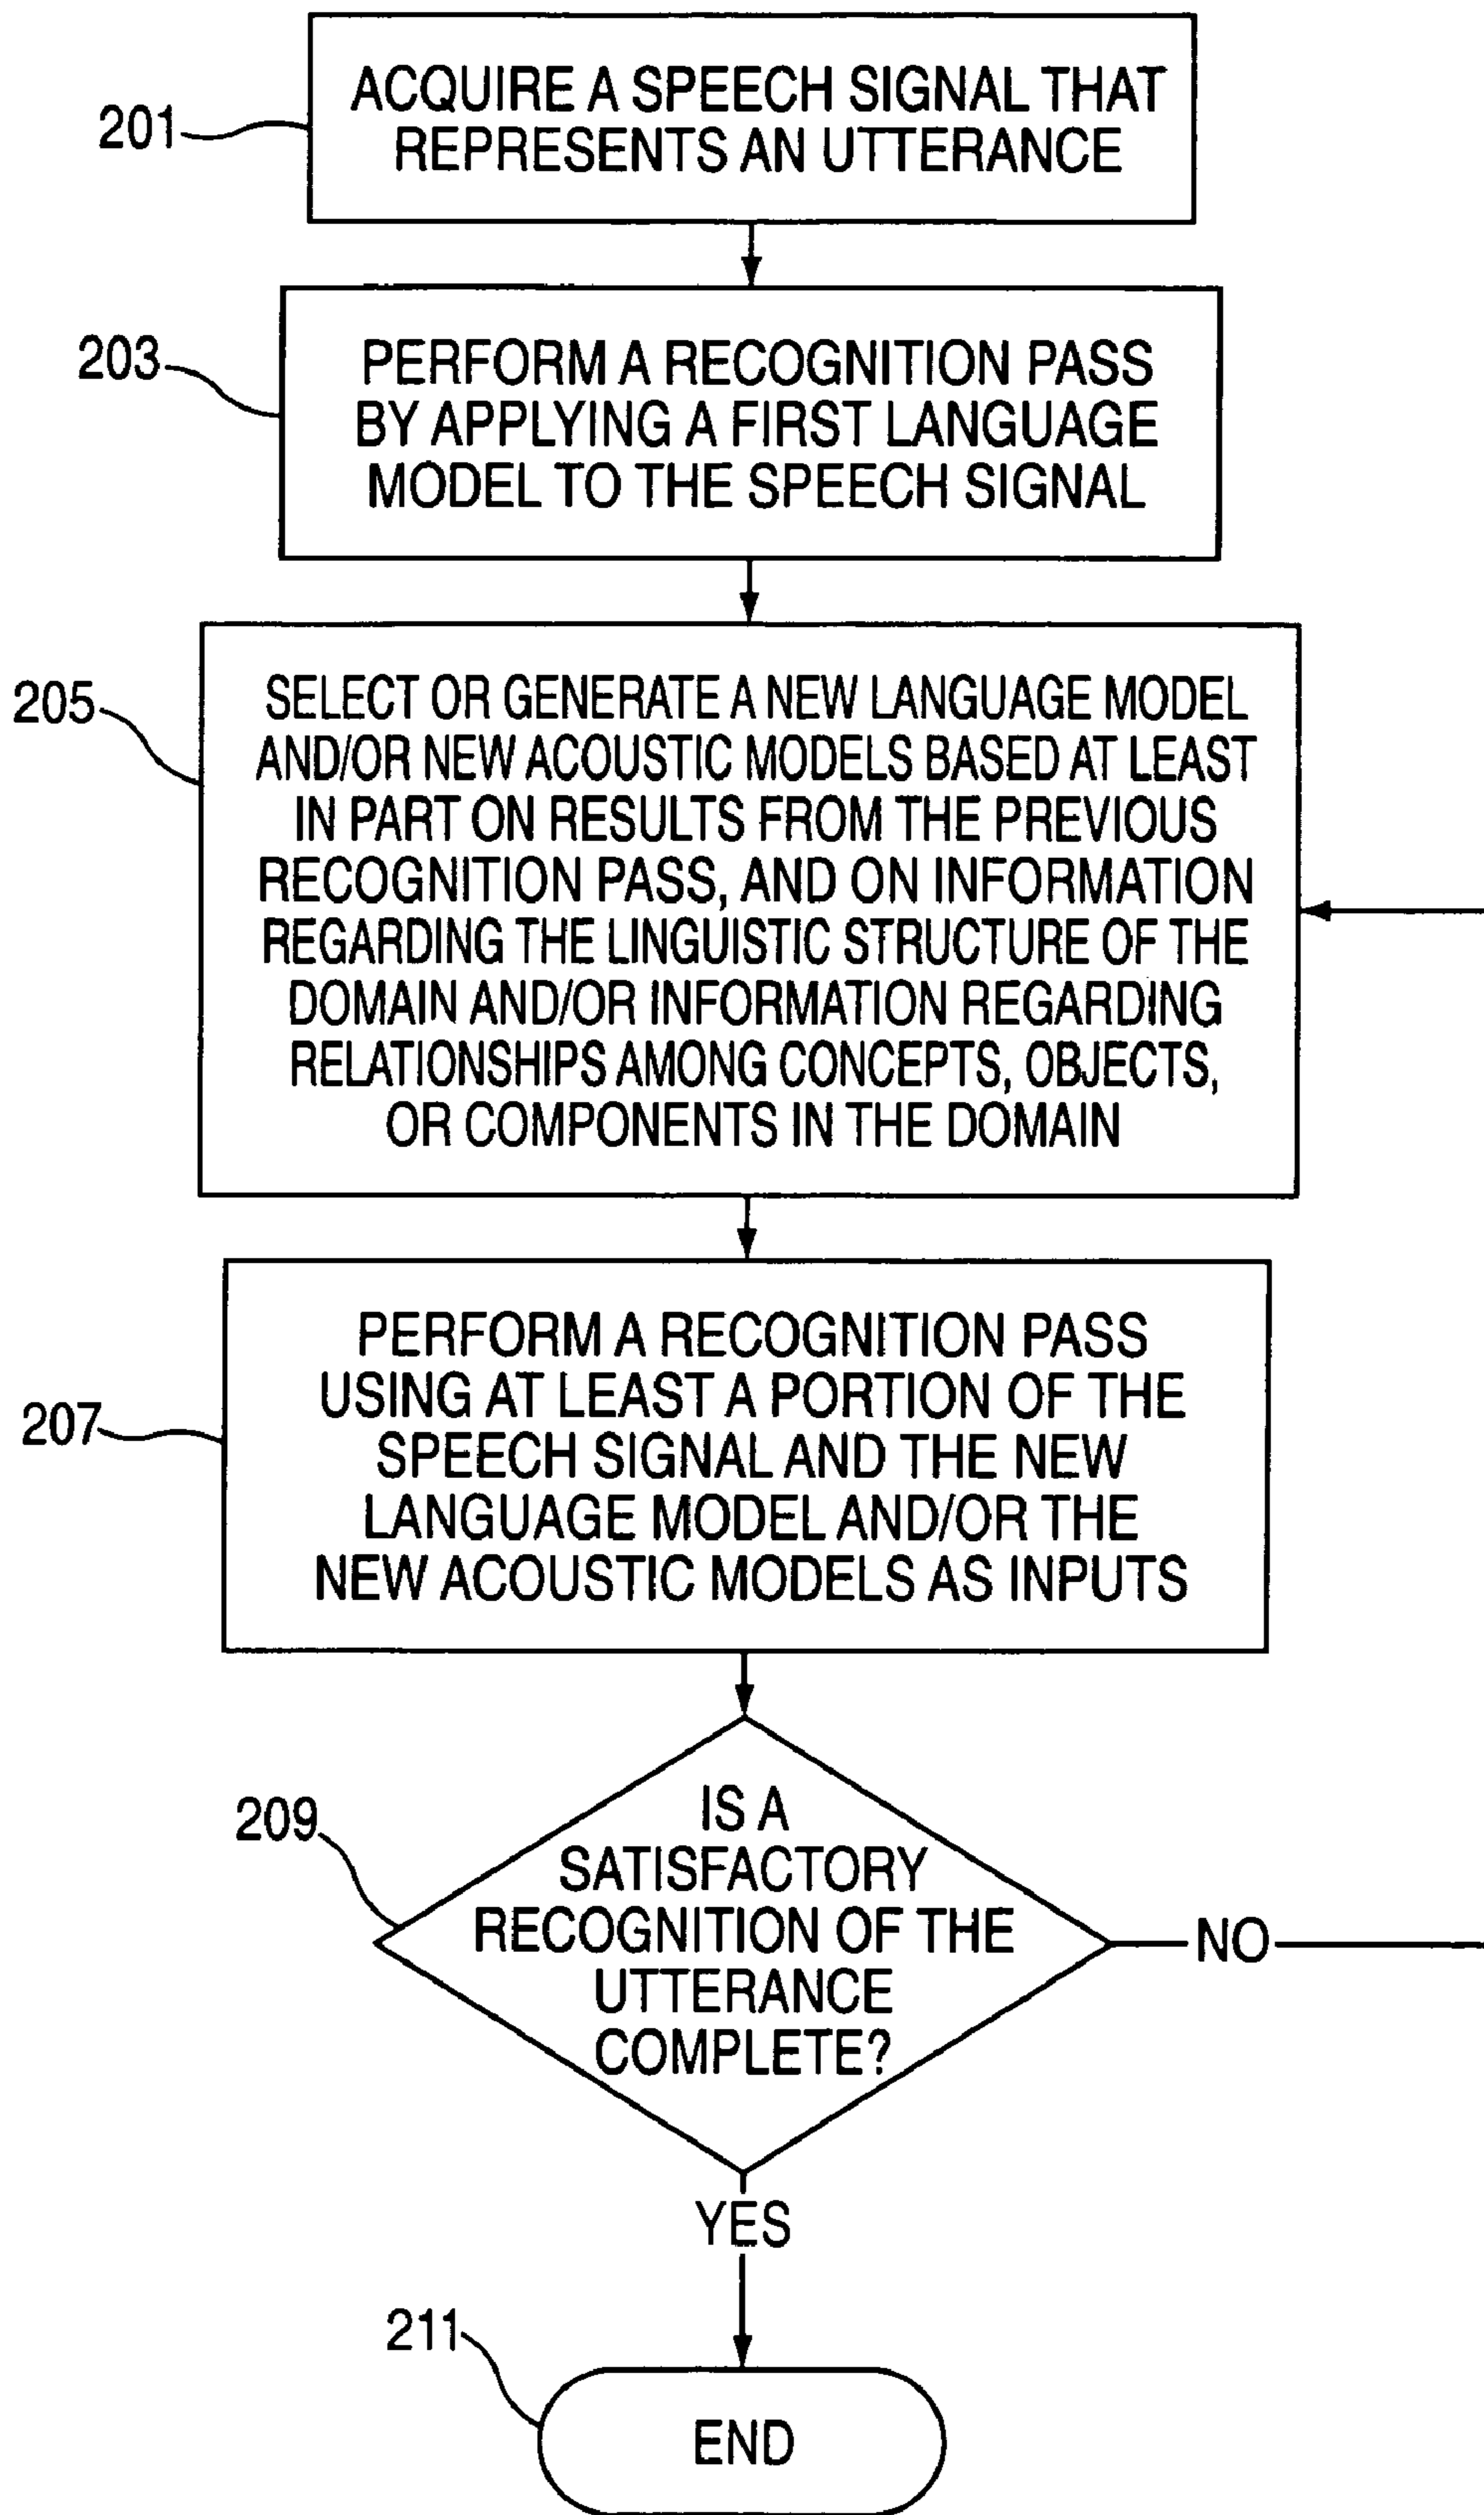 201
ACQUIRE A SPEECH SIGNAL THAT
REPRESENTS AN UTTERANCE
203
PERFORM A RECOGNITION PASS
BY APPLYING A FIRST LANGUAGE
MODEL TO THE SPEECH SIGNAL
205
SELECT OR GENERATE A NEW LANGUAGE MODEL
AND/OR NEW ACOUSTIC MODELS BASED AT LEAST
IN PART ON RESULTS FROM THE PREVIOUS
RECOGNITION PASS, AND ON INFORMATION
REGARDING THE LINGUISTIC STRUCTURE OF THE
DOMAIN AND/OR INFORMATION REGARDING
RELATIONSHIPS AMONG CONCEPTS, OBJECTS,
OR COMPONENTS IN THE DOMAIN
207
PERFORM A RECOGNITION PASS
USING AT LEAST A PORTION OF THE
SPEECH SIGNAL AND THE NEW
LANGUAGE MODEL AND/OR THE
NEW ACOUSTIC MODELS AS INPUTS
209
IS A
SATISFACTORY
RECOGNITION OF THE
UTTERANCE
COMPLETE?
NO
YES
211
END